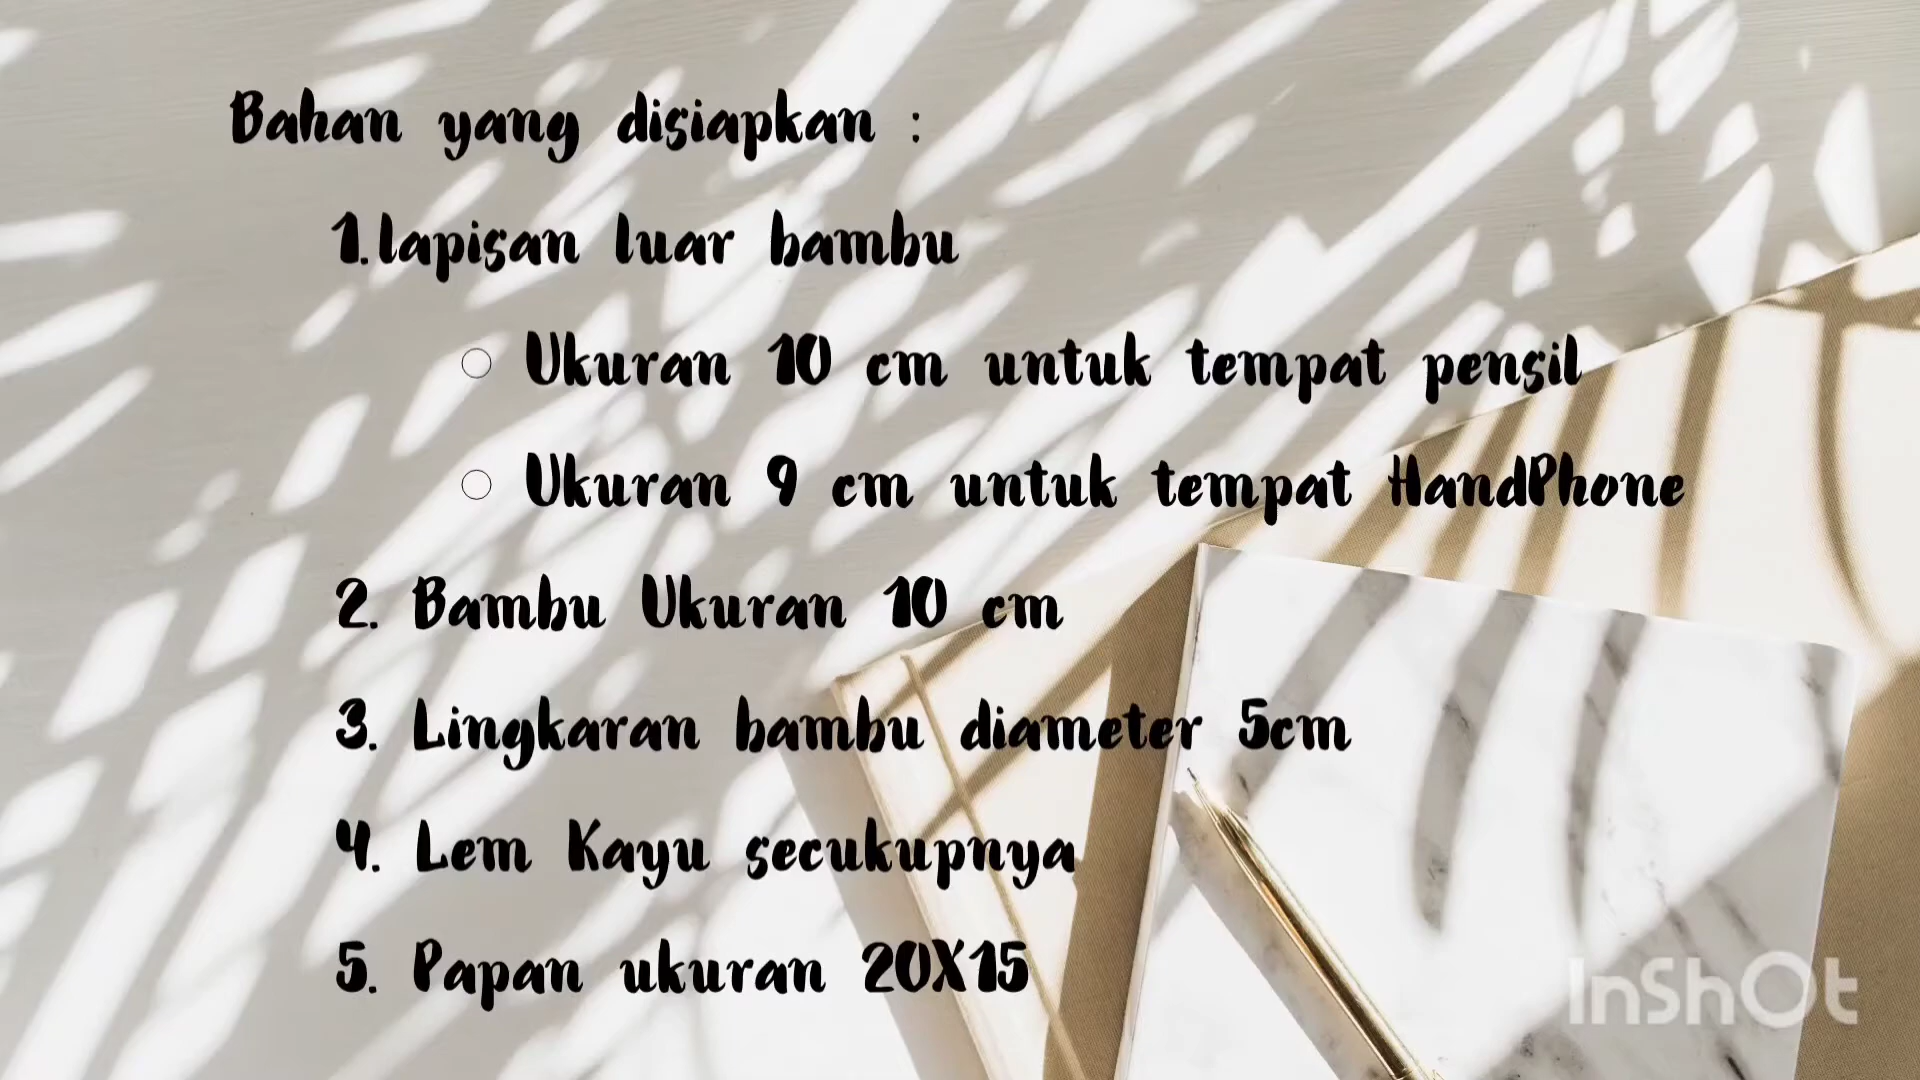 Bahan yang disiapkan :
1.lapisan luar bambu
○ Ukuran 10 cm untuk tempat pensil
○ Ukuran 9 cm untuk tempat HandPhone
2. Bambu Ukuran 10 cm
3. Lingkaran bambu diameter 5cm
4. Lem Kayu secukupnya
5. Papan ukuran 20X15
InShOt